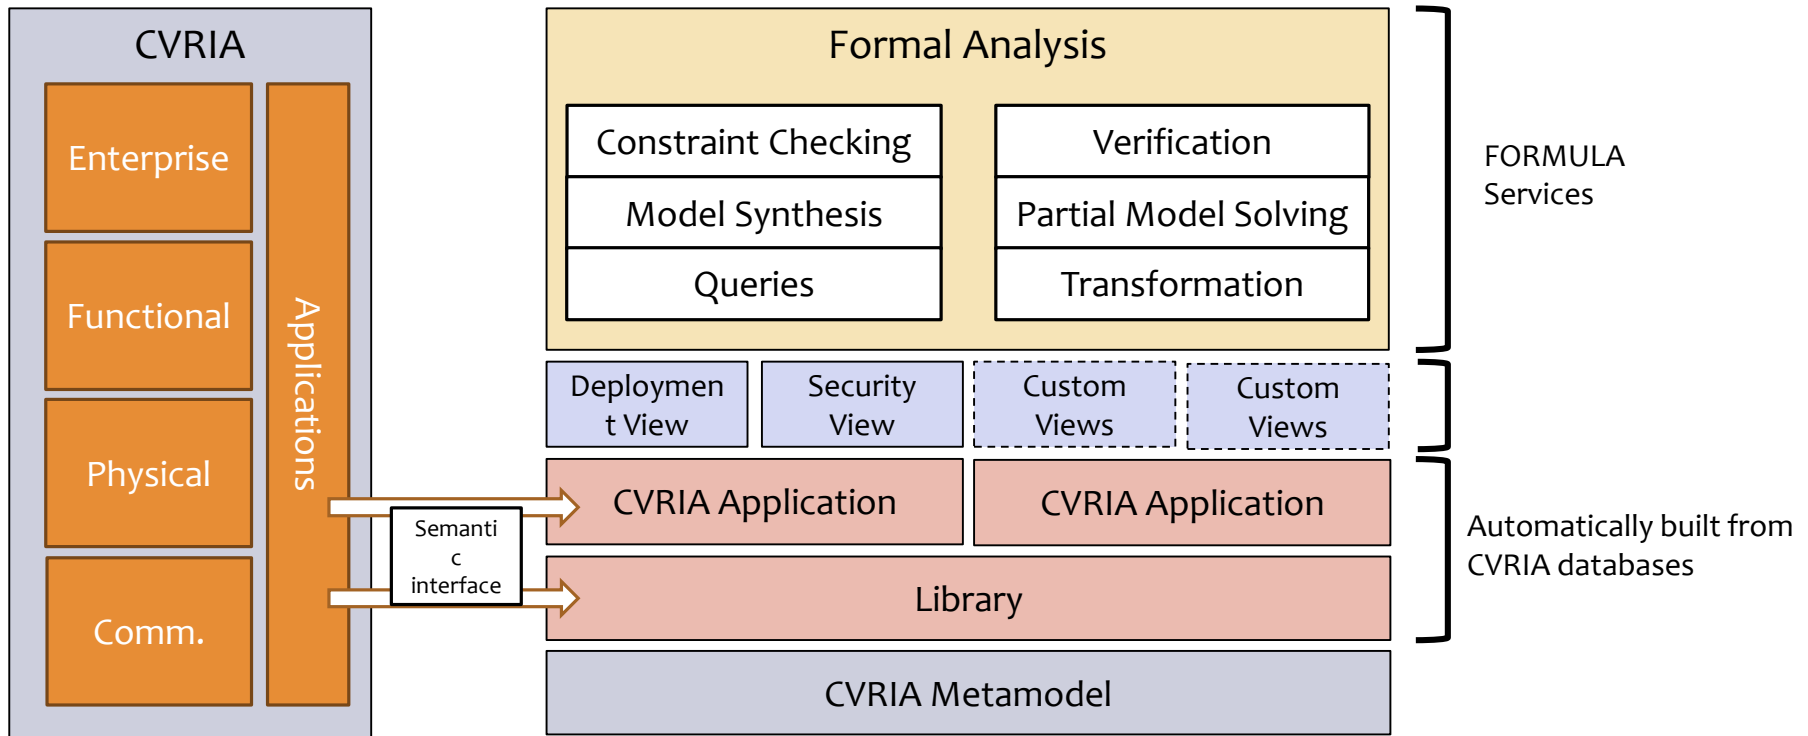 CVRIA
Enterprise
Functional
Physical
Comm.
Applications
Semanti
c
interface
Formal Analysis
Constraint Checking
Model Synthesis
Queries
Verification
Partial Model Solving
Transformation
Deploymen
t View
Security
View
Custom
Views
Custom
Views
CVRIA Application
CVRIA Application
Library
CVRIA Metamodel
FORMULA
Services
Automatically built from
CVRIA databases